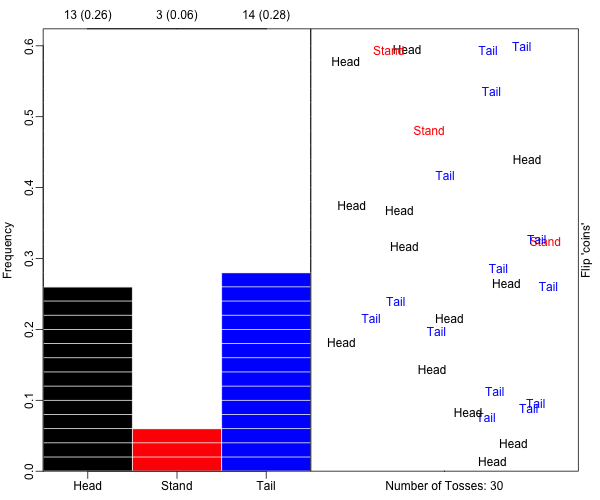 13 (0.26) 3 (0.06) 14 (0.28)
0.6
0.5
0.4
0.3
0.2
0.1
0.0
Frequency
Head Stand Tail
Stand Head Tail Tail
Head
Tail
Stand
Head
Tail
Head Head
Head Tail Stand
Tail
Head Tail
Tail
Tail Head
Tail
Head
Head
Tail
Tail Tail
Head Tail
Head
Head
Number of Tosses: 30
Flip 'coins'